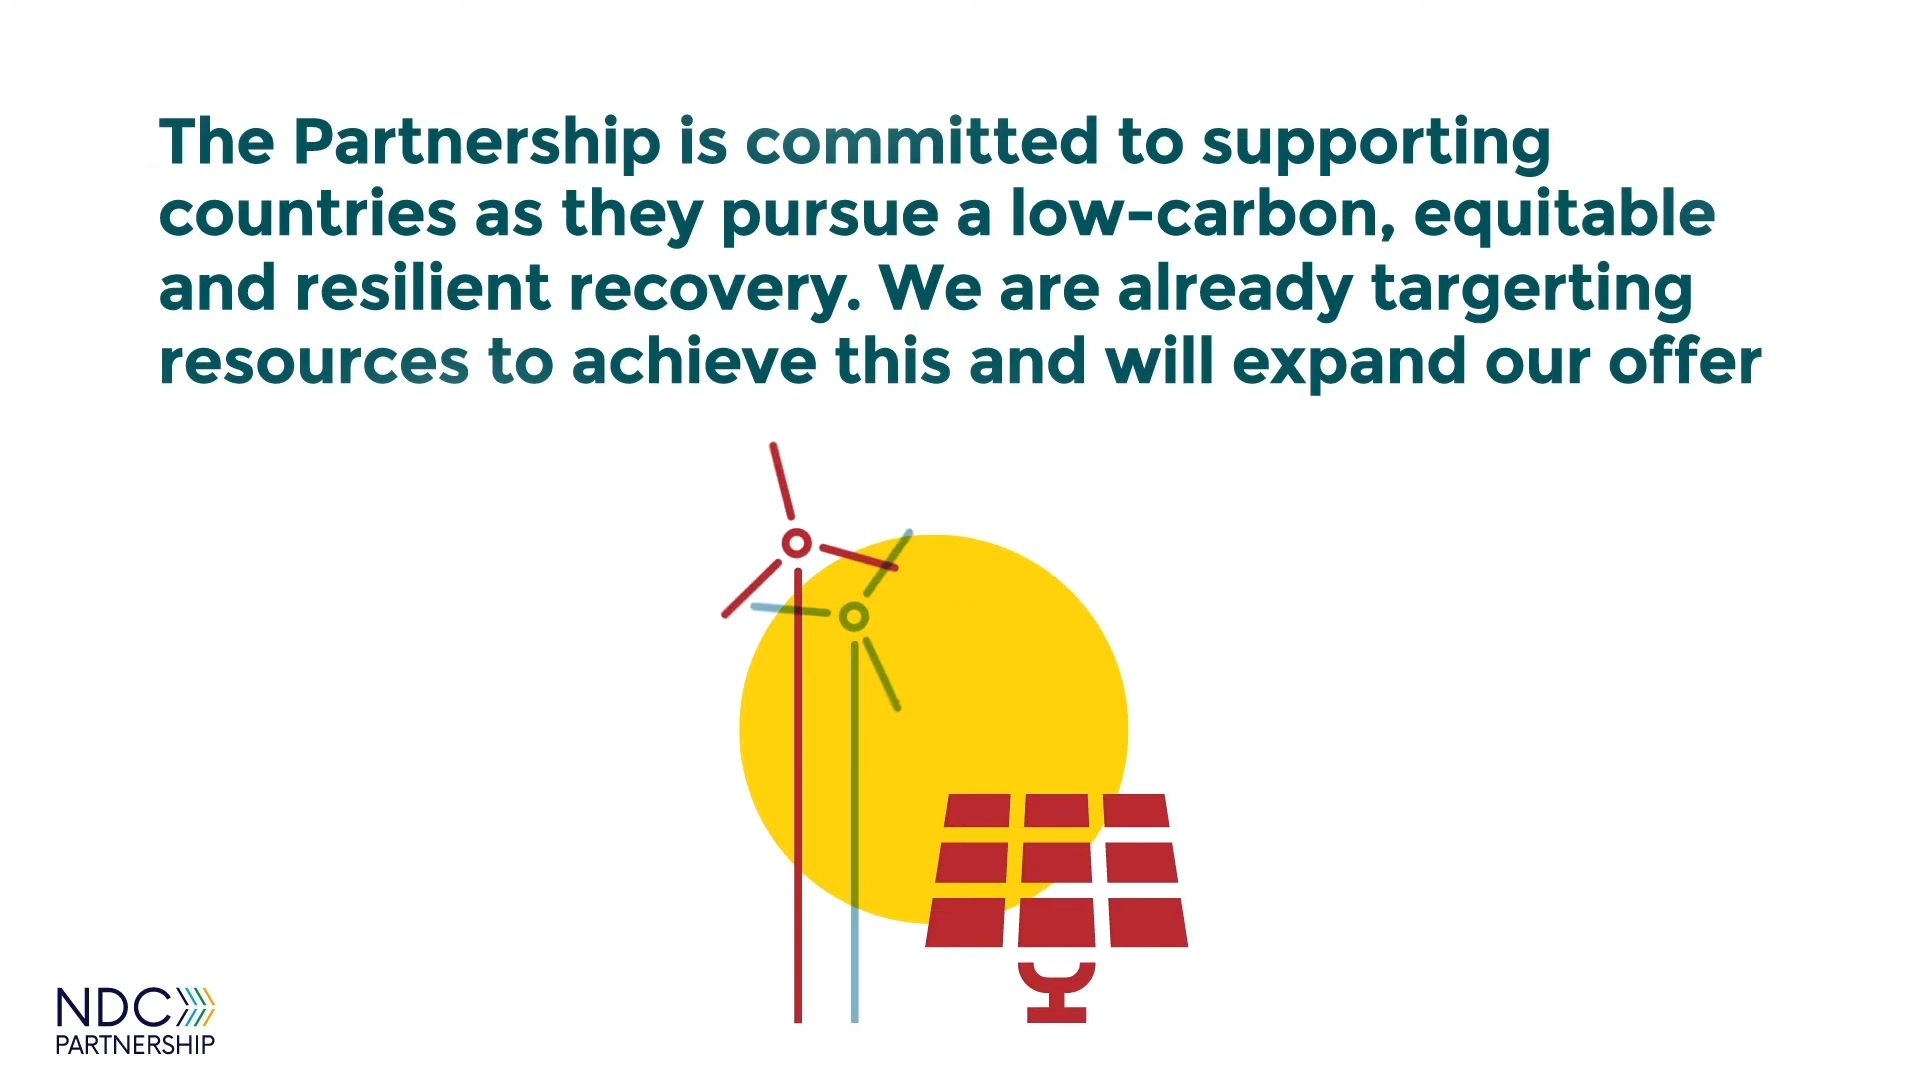 The Partnership is committed to supporting
countries as they pursue a low-carbon, equitable
and resilient recovery. We are already targerting
resources to achieve this and will expand our offer
NDC
PARTNERSHIP